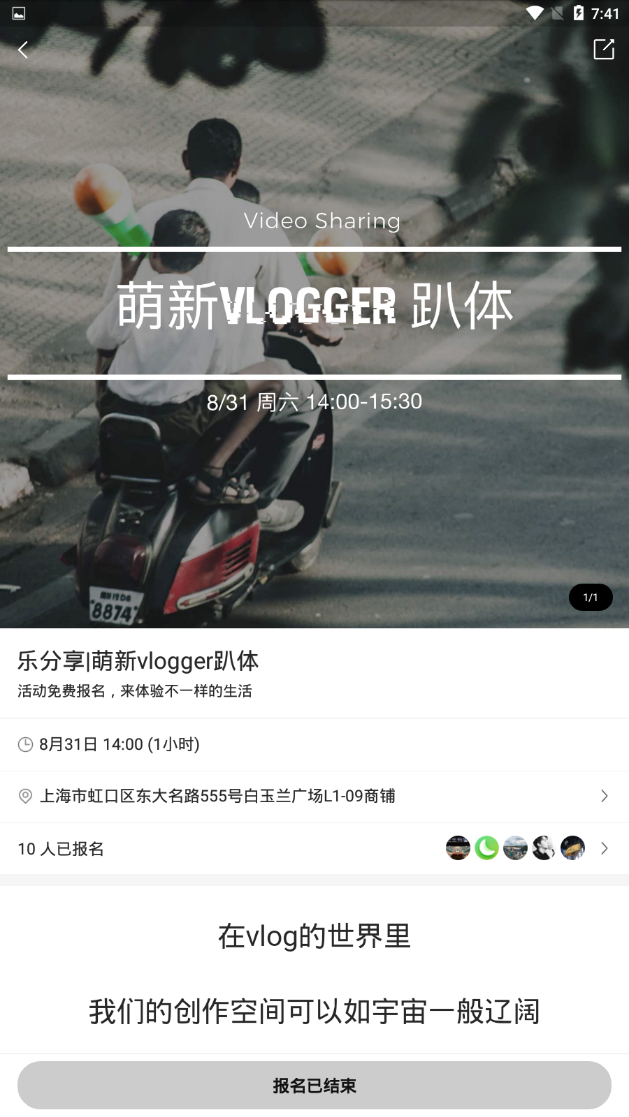 7:41
Video Sharing
萌新VLOGGER 趴体
8/31 周六 14:00-15:30
8874
1/1
乐分享|萌新vlogger趴体
活动免费报名，来体验不一样的生活
8月31日 14:00 (1小时)
上海市虹口区东大名路555号白玉兰广场L1-09商铺
10 人已报名
在vlog的世界里
我们的创作空间可以如宇宙一般辽阔
报名已结束